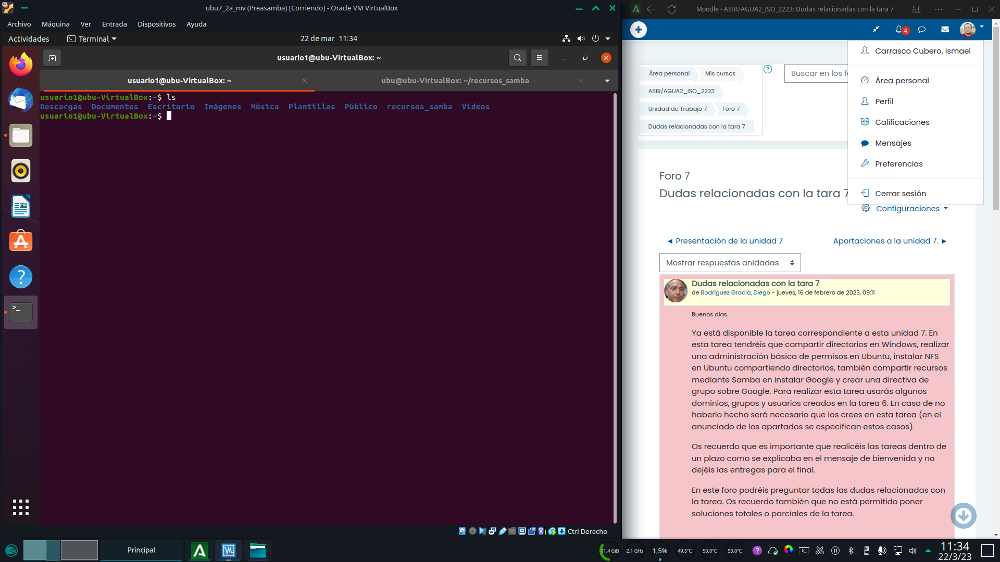 ubu7_2a_mv (Preasamba) [Corriendo] - Oracle VM VirtualBox
Archivo Máquina Ver Entrada Dispositivos Ayuda
Actividades Terminal 22 de mar 11:34
usuario1@ubu-VirtualBox: ~
usuario1@ubu-VirtualBox: ~ ubu@ubu-VirtualBox: ~/recursos_samba
usuario1@ubu-VirtualBox:~$ ls
Descargas Documentos Escritorio Imágenes Música Plantillas Público recursos_samba Vídeos
usuario1@ubu-VirtualBox:~$
Ctrl Derecho
Moodle - ASIR/AGUA2_ISO_2223: Dudas relacionadas con la tara 7
4
Carrasco Cubero, Ismael
Área personal
Perfil
Calificaciones
Mensajes
Preferencias
Cerrar sesión
Área personal Mis cursos
ASIR/AGUA2_ISO_2223
Unidad de Trabajo 7 Foro 7
Dudas relacionadas con la tara 7
?
Buscar en los fo
Foro 7
Dudas relacionadas con la tara 7
Configuraciones
◄ Presentación de la unidad 7
Aportaciones a la unidad 7. ►
Mostrar respuestas anidadas
Dudas relacionadas con la tara 7
de Rodríguez Gracia, Diego - jueves, 16 de febrero de 2023, 09:11
Buenos días.
Ya está disponible la tarea correspondiente a esta unidad 7. En
esta tarea tendréis que compartir directorios en Windows, realizar
una administración básica de permisos en Ubuntu, instalar NFS
en Ubuntu compartiendo directorios, también compartir recursos
mediante Samba en instalar Google y crear una directiva de
grupo sobre Google. Para realizar esta tarea usarás algunos
dominios, grupos y usuarios creados en la tarea 6. En caso de no
haberlo hecho será necesario que los crees en esta tarea (en el
anunciado de los apartados se especifican estos casos).
Os recuerdo que es importante que realicéis las tareas dentro de
un plazo como se explicaba en el mensaje de bienvenida y no
dejéis las entregas para el final.
En este foro podréis preguntar todas las dudas relacionadas con
la tarea. Os recuerdo también que no está permitido poner
soluciones totales o parciales de la tarea.
Principal
11,4 GiB 2,1 GHz 1,5% 49,5°C 50,0°C 53,0°C
11:34
22/3/23